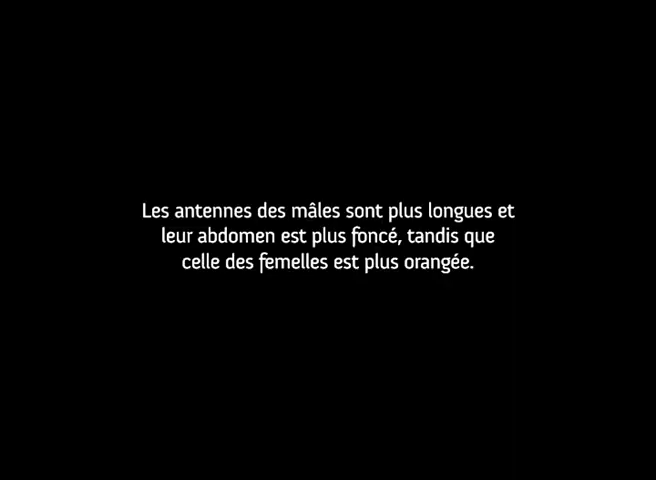 Les antennes des mâles sont plus longues et
leur abdomen est plus foncé, tandis que
celle des femelles est plus orangée.